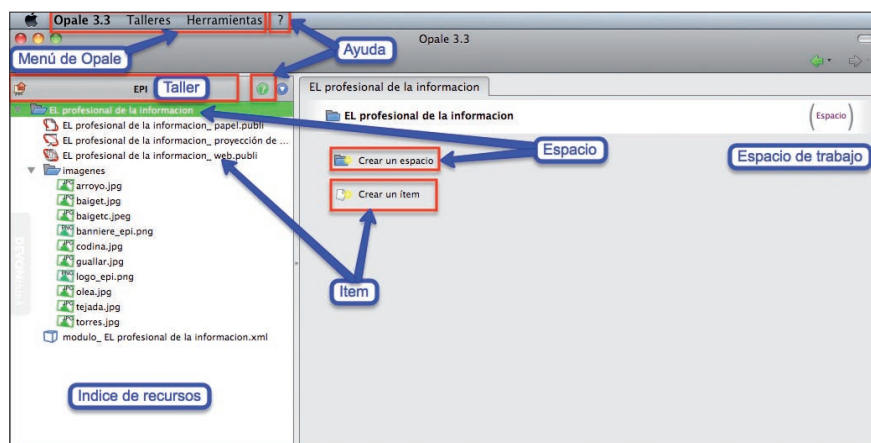 Opale 3.3 Talleres Herramientas ?
Opale 3.3
Menú de Opale
Ayuda
EPI Taller
EL profesional de la informacion
EL profesional de la informacion_ papel.publi
EL profesional de la informacion_ proyección de ...
EL profesional de la informacion_ web.publi
imagenes
arroyo.jpg
baiget.jpg
baigetc.jpeg
banniere_epi.png
codina.jpg
guallar.jpg
logo_epi.png
olea.jpg
tejada.jpg
torres.jpg
modulo_ EL profesional de la informacion.xml
Indice de recursos
EL profesional de la informacion
EL profesional de la informacion
(Espacio)
Crear un espacio
Espacio
Espacio de trabajo
Crear un ítem
Item